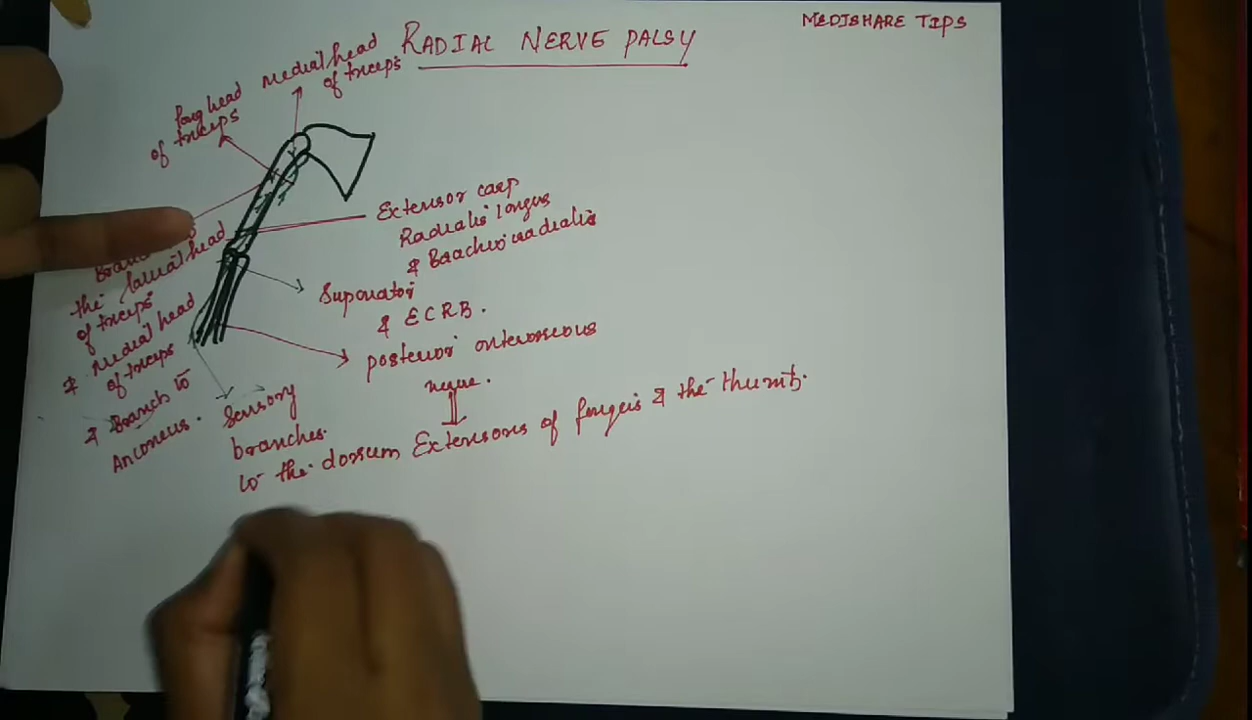 RADIAL NERVE PALSY
MEDISHARE TIPS
Medial head
of triceps
long head
of triceps
Extensor carp
Radialis longus
& Brachioradialis
the lateral head
of triceps
& Medial head
of triceps
& Branch to
Anconeus.
Supinator
& ECRB.
posterior interosseous
nerve.
Extensors of fingers & the thumb.
Sensory
branches.
to the dorsum